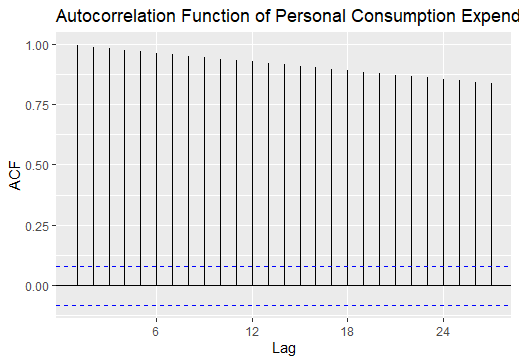 Autocorrelation Function of Personal Consumption Expend
1.00
0.75
0.50
0.25
0.00
ACF
6 12 18 24
Lag